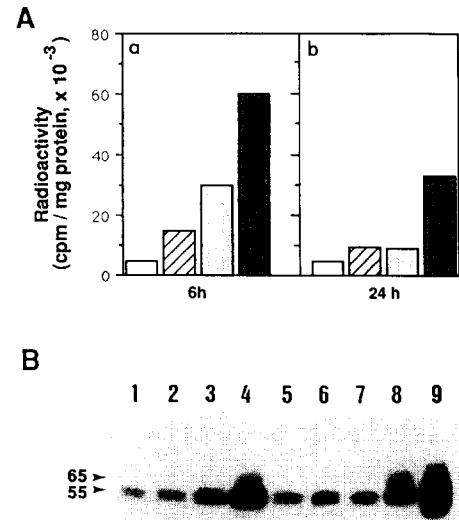 A
Radioactivity
(cpm / mg protein, x 10 -3)
80
60
40
20
0
a
b
6h
24 h
B
1 2 3 4 5 6 7 8 9
65
55